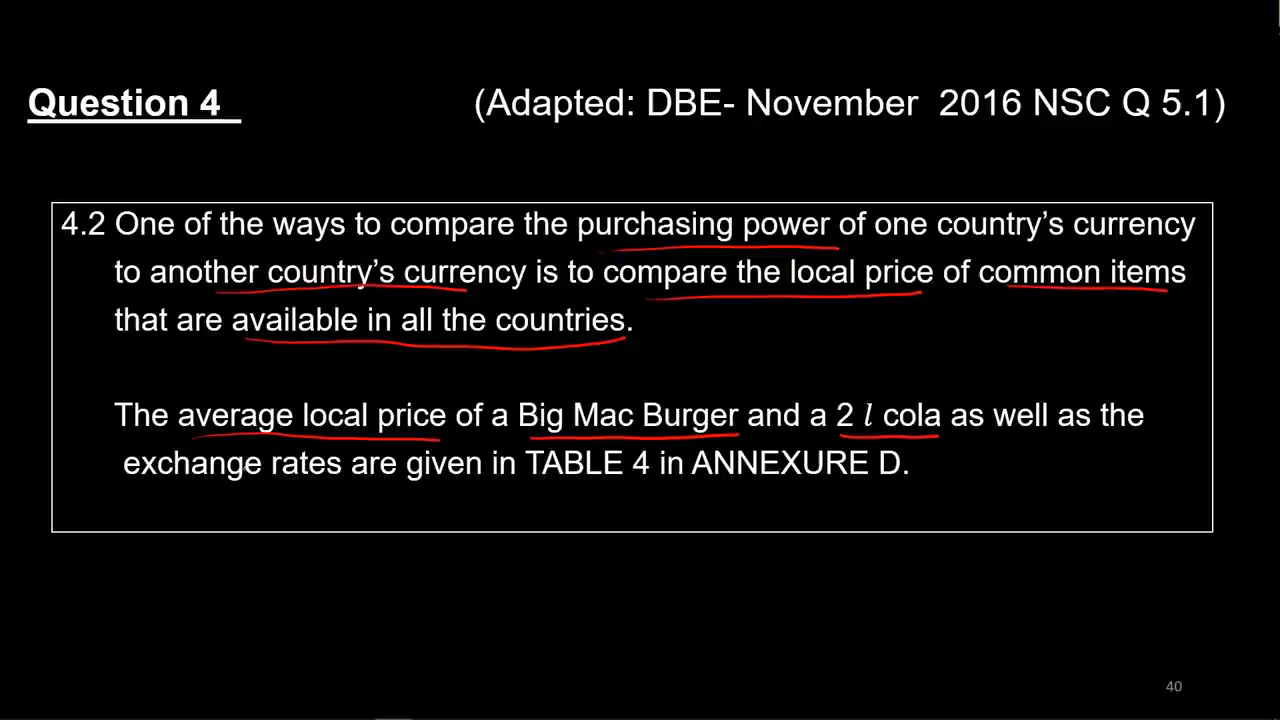 Question 4 (Adapted: DBE- November 2016 NSC Q 5.1)
4.2 One of the ways to compare the purchasing power of one country’s currency
to another country’s currency is to compare the local price of common items
that are available in all the countries.
The average local price of a Big Mac Burger and a 2 l cola as well as the
exchange rates are given in TABLE 4 in ANNEXURE D.
40